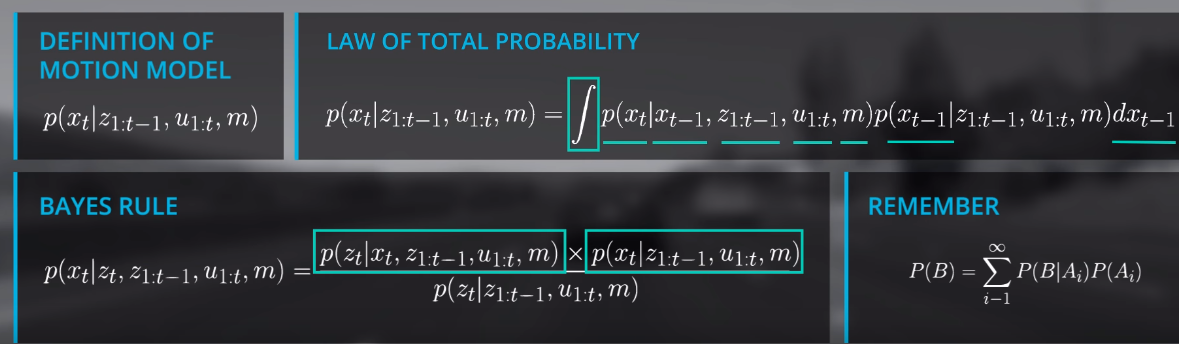 DEFINITION OF
MOTION MODEL
p(x_t|z_{1:t−1}, u_{1:t}, m)
LAW OF TOTAL PROBABILITY
p(x_t|z_{1:t−1}, u_{1:t}, m) = ∫ p(x_t|x_{t−1}, z_{1:t−1}, u_{1:t}, m)p(x_{t−1}|z_{1:t−1}, u_{1:t}, m)dx_{t−1}
BAYES RULE
p(x_t|z_t, z_{1:t−1}, u_{1:t}, m) = \frac{p(z_t|x_t, z_{1:t−1}, u_{1:t}, m) × p(x_t|z_{1:t−1}, u_{1:t}, m)}{p(z_t|z_{1:t−1}, u_{1:t}, m)}
REMEMBER
P(B) = \sum_{i−1}^{∞} P(B|A_i)P(A_i)